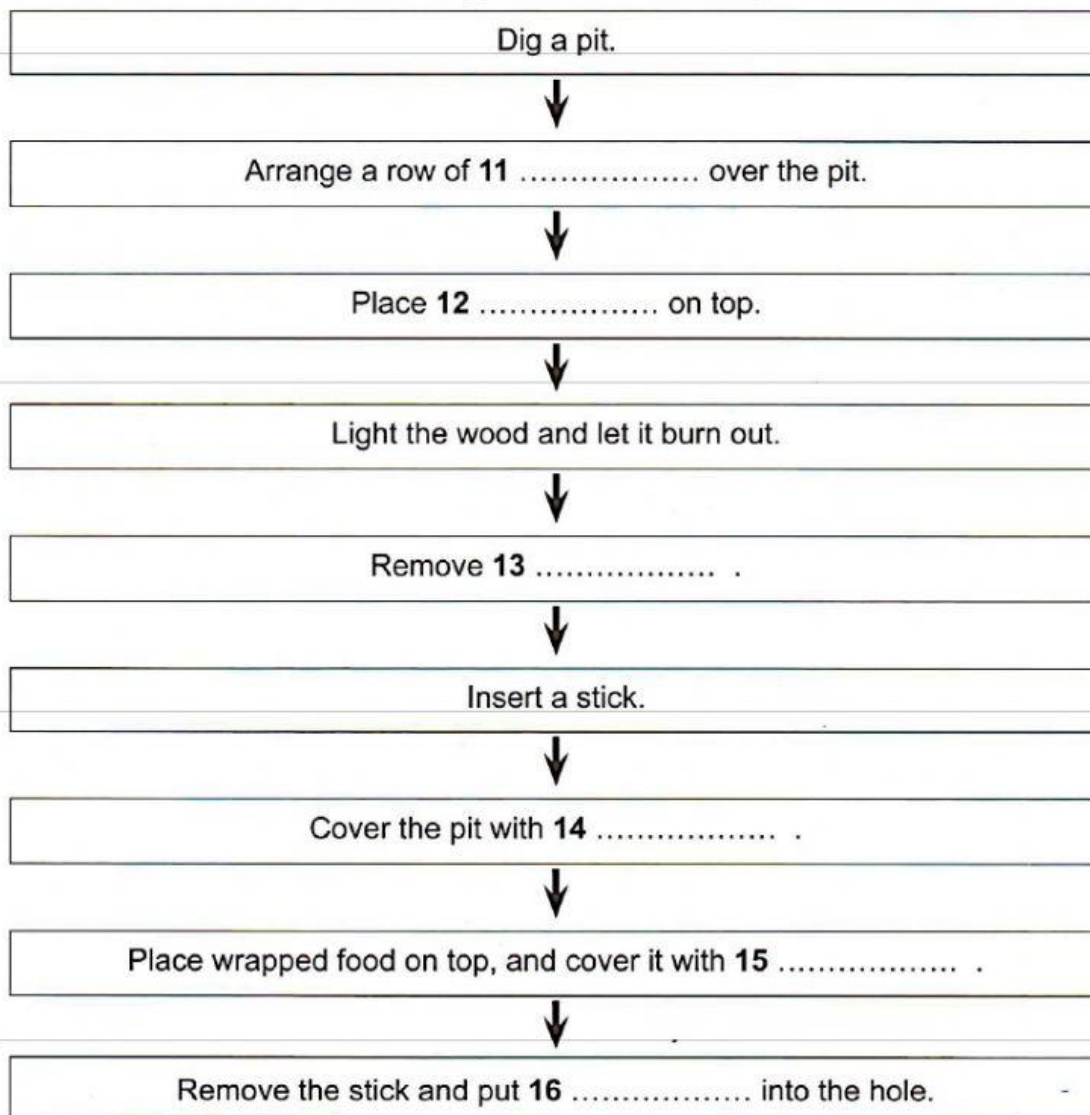 Dig a pit.
Arrange a row of 11 .................. over the pit.
Place 12 .................. on top.
Light the wood and let it burn out.
Remove 13 .................. .
Insert a stick.
Cover the pit with 14 .................. .
Place wrapped food on top, and cover it with 15 .................. .
Remove the stick and put 16 .................. into the hole.